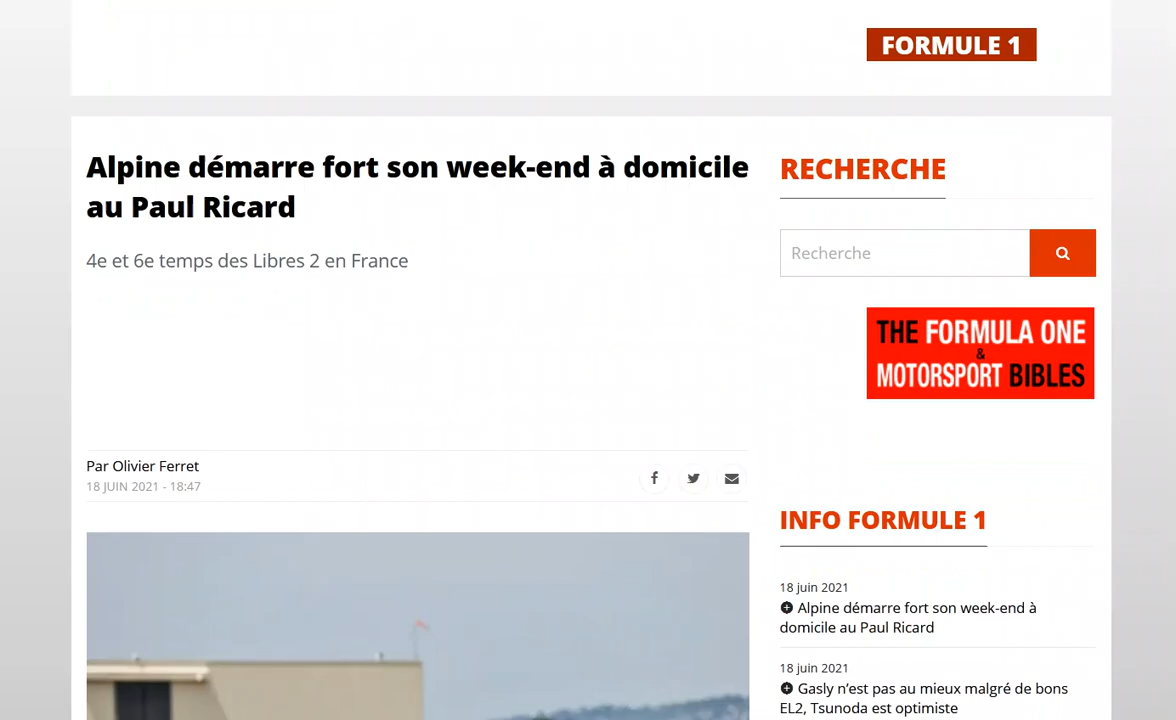 FORMULE 1
Alpine démarre fort son week-end à domicile
au Paul Ricard
4e et 6e temps des Libres 2 en France
Par Olivier Ferret
18 JUIN 2021 - 18:47
RECHERCHE
Recherche
THE FORMULA ONE
&
MOTORSPORT BIBLES
INFO FORMULE 1
18 juin 2021
Alpine démarre fort son week-end à
domicile au Paul Ricard
18 juin 2021
Gasly n’est pas au mieux malgré de bons
EL2, Tsunoda est optimiste